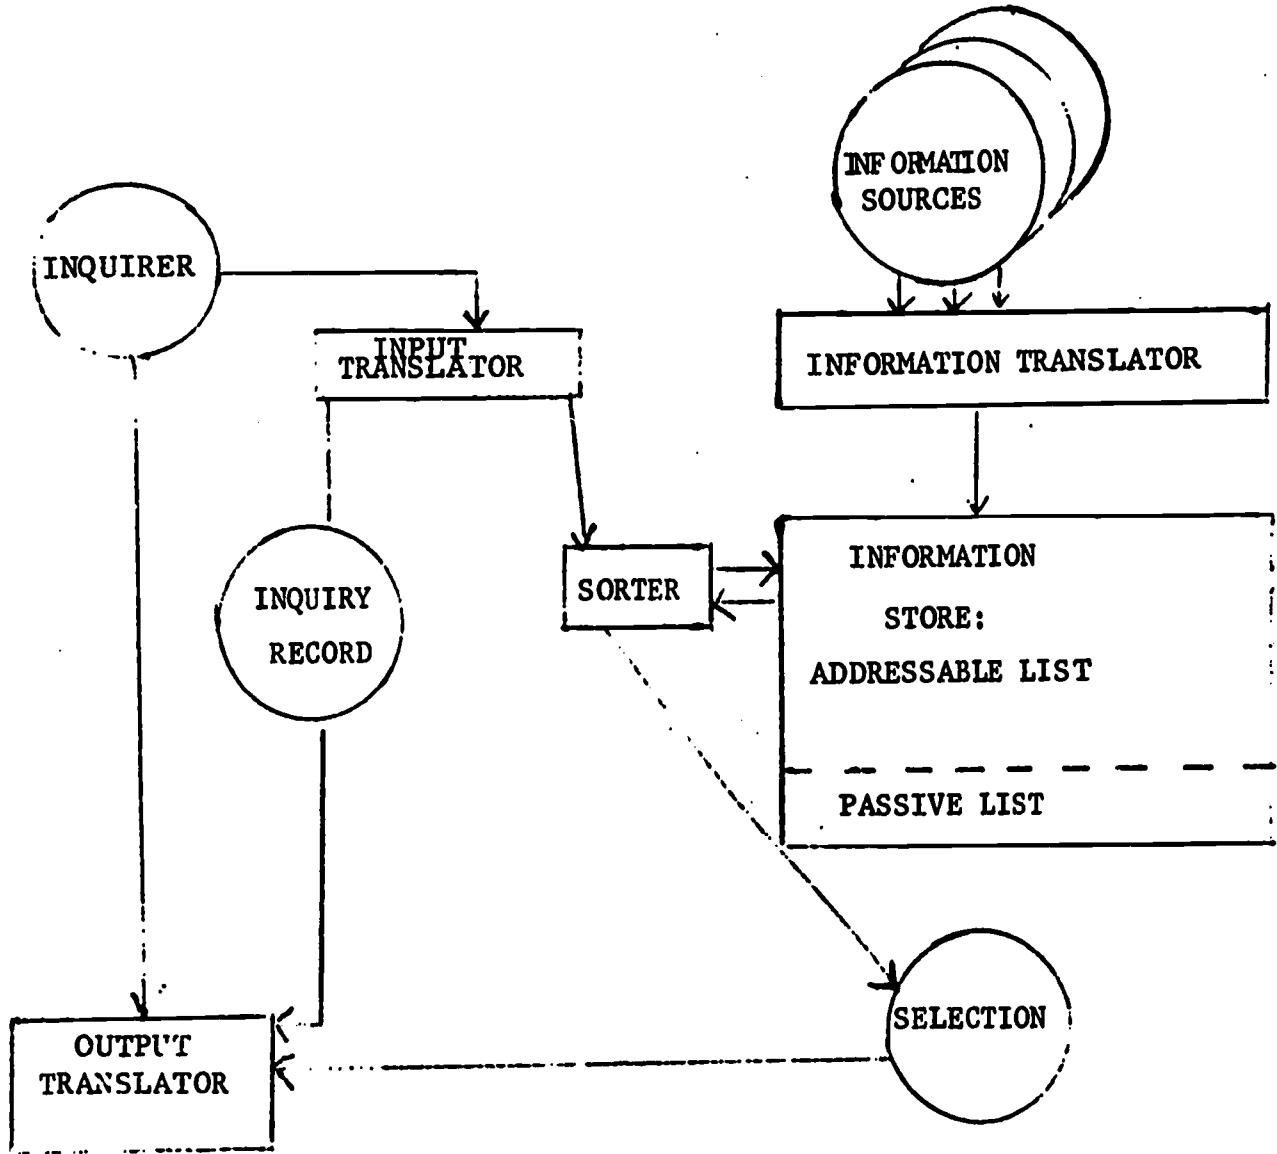 INFORMATION
SOURCES
INQUIRER
INPUT
TRANSLATOR
INFORMATION TRANSLATOR
INFORMATION
STORE:
ADDRESSABLE LIST
PASSIVE LIST
SORTER
INQUIRY
RECORD
SELECTION
OUTPUT
TRANSLATOR